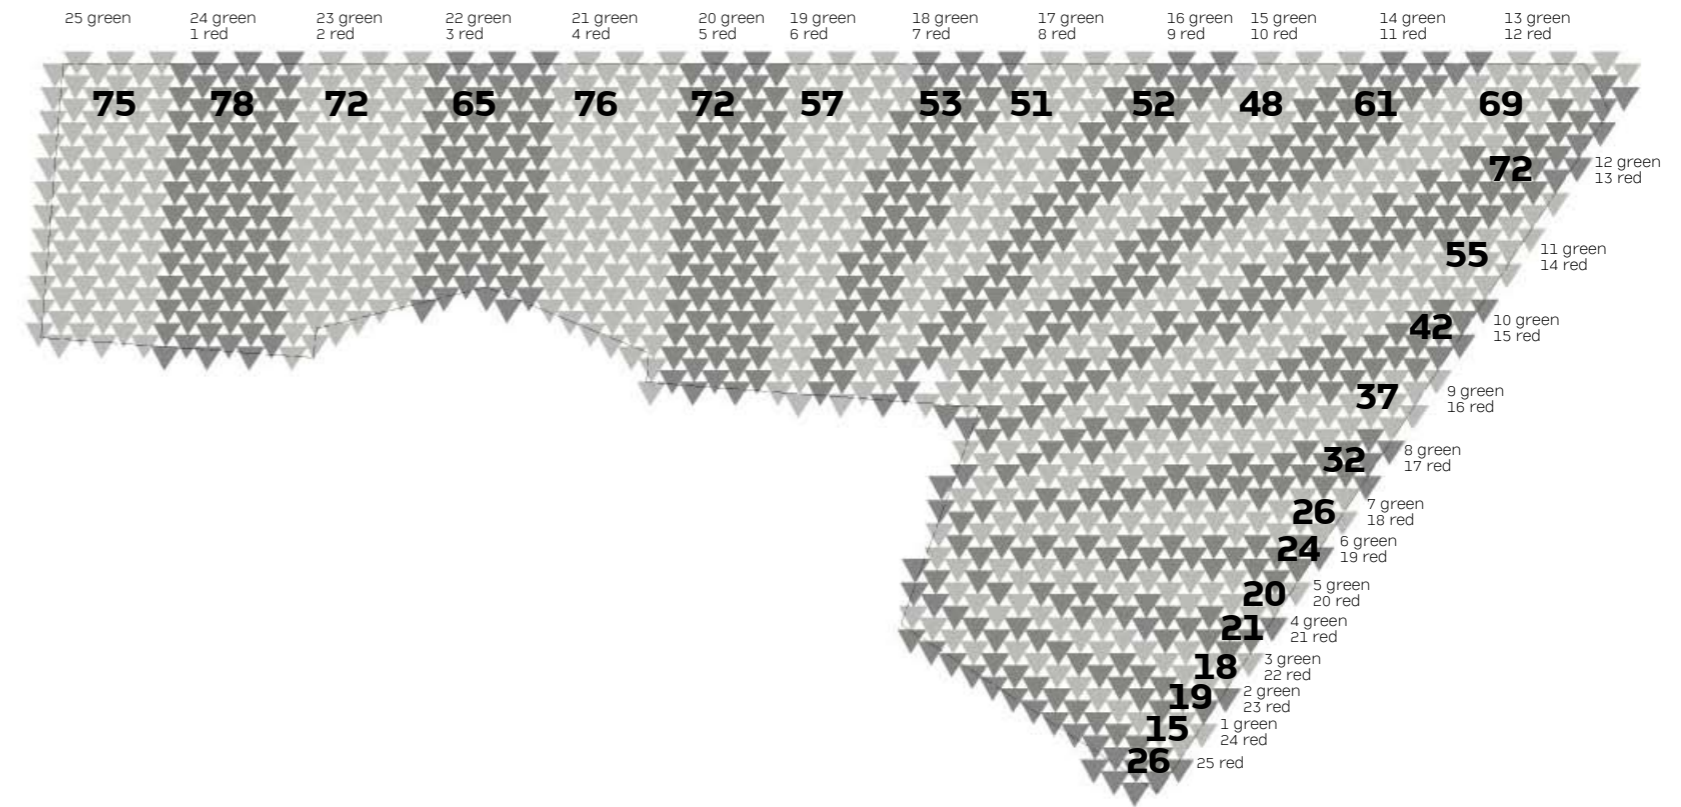 25 green
24 green
1 red
23 green
2 red
22 green
3 red
21 green
4 red
20 green
5 red
19 green
6 red
18 green
7 red
17 green
8 red
16 green
9 red
15 green
10 red
14 green
11 red
13 green
12 red
75 78 72 65 76 72 57 53 51 52 48 61 69
72
12 green
13 red
55
11 green
14 red
42
10 green
15 red
37
9 green
16 red
32
8 green
17 red
26
7 green
18 red
24
6 green
19 red
20
5 green
20 red
21
4 green
21 red
18
3 green
22 red
19
2 green
23 red
15
1 green
24 red
26
25 red